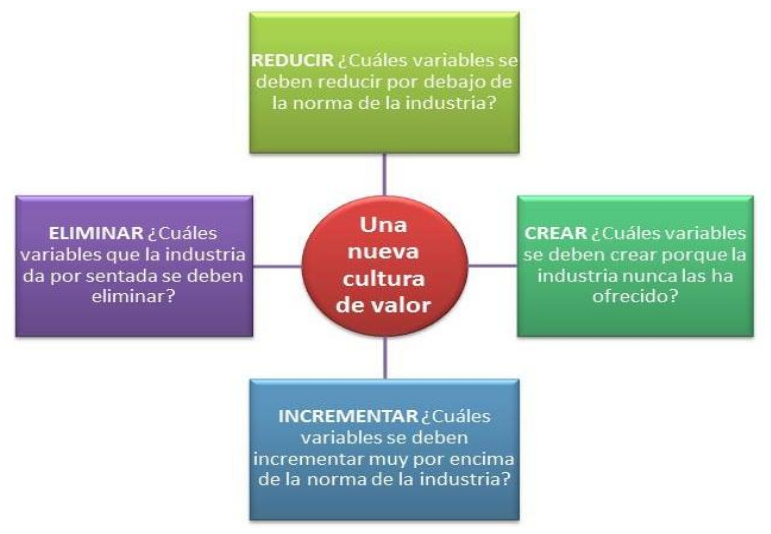 REDUCIR ¿Cuáles variables se
deben reducir por debajo de
la norma de la industria?
ELIMINAR ¿Cuáles
variables que la industria
da por sentada se deben
eliminar?
Una
nueva
cultura
de valor
CREAR ¿Cuáles variables
se deben crear porque la
industria nunca las ha
ofrecido?
INCREMENTAR ¿Cuáles
variables se deben
incrementar muy por encima
de la norma de la industria?